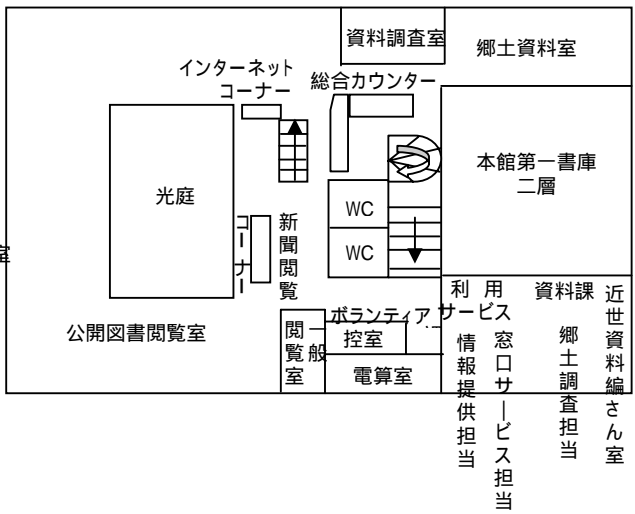 資料調査室
郷土資料室
インターネット
コーナー
総合カウンター
本館第一書庫
二層
光庭
WC
WC
新聞閲覧
コーナー
室
公開図書閲覧室
一般
閲覧室
ボランティア
控室
電算室
利用
サービス
資料課
近世資料編さん室
郷土調査担当
窓口サービス担当
情報提供担当